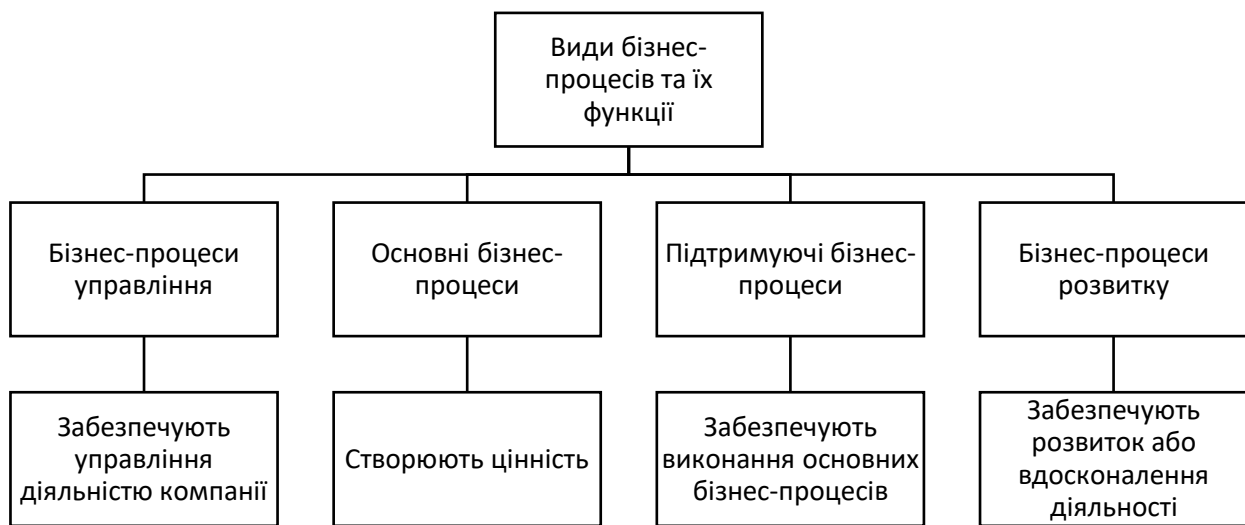 Види бізнес-
процесів та їх
функції
Бізнес-процеси
управління
Основні бізнес-
процеси
Підтримуючі бізнес-
процеси
Бізнес-процеси
розвитку
Забезпечують
управління
діяльністю компанії
Створюють цінність
Забезпечують
виконання основних
бізнес-процесів
Забезпечують
розвиток або
вдосконалення
діяльності